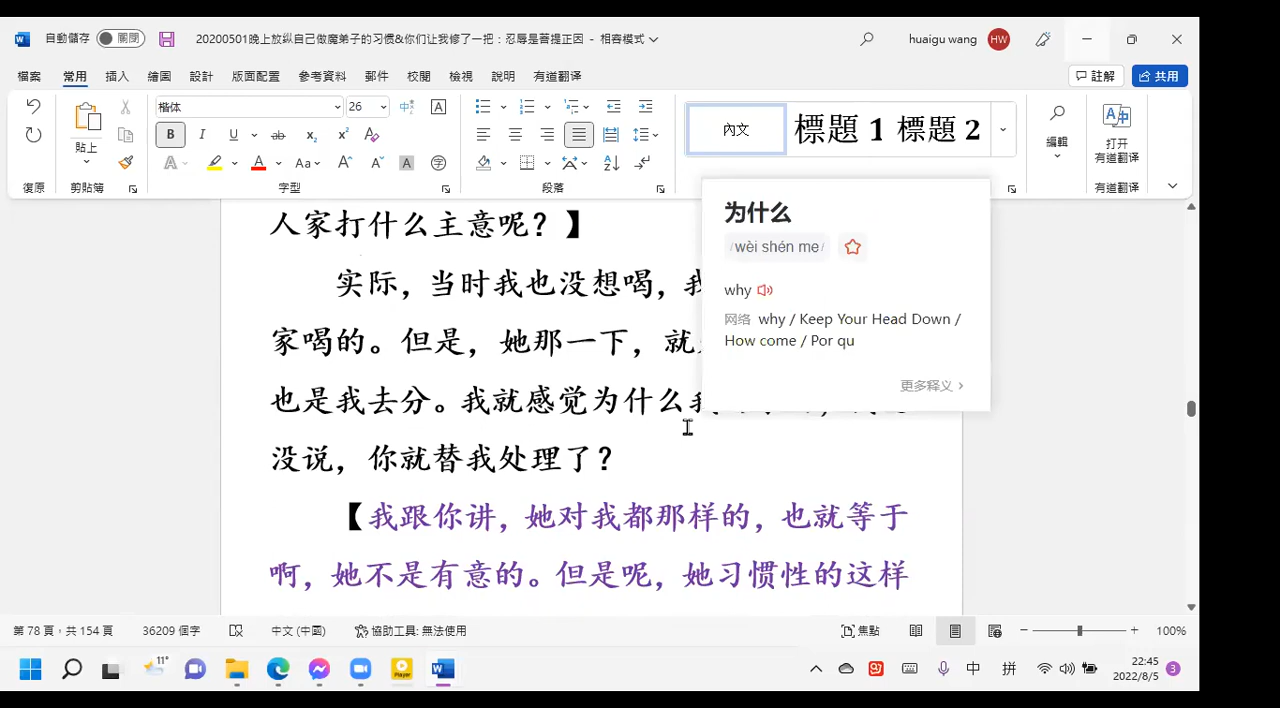 自動儲存 關閉 20200501晚上放纵自己做魔弟子的习惯&你们让我修了一把：忍辱是菩提正因 - 相容模式 huaigu wang HW
檔案 常用 插入 繪圖 設計 版面配置 參考資料 郵件 校閱 檢視 說明 有道翻译 註解 共用
楷体 26
貼上
內文 標題 1 標題 2
編輯
打开
有道翻译
復原 剪貼簿 字型 段落 有道翻译
为什么
/wèi shén me/
why
网络 why / Keep Your Head Down /
How come / Por qu
更多释义
人家打什么主意呢？】
实际，当时我也没想喝，我
家喝的。但是，她那一下，就
也是我去分。我就感觉为什么我
没说，你就替我处理了？
【我跟你讲，她对我都那样的，也就等于
啊，她不是有意的。但是呢，她习惯性的这样
第 78 頁，共 154 頁 36209 個字 中文 (中國) 協助工具: 無法使用 焦點 100%
11° Player 中 拼 22:45
2022/8/5 3